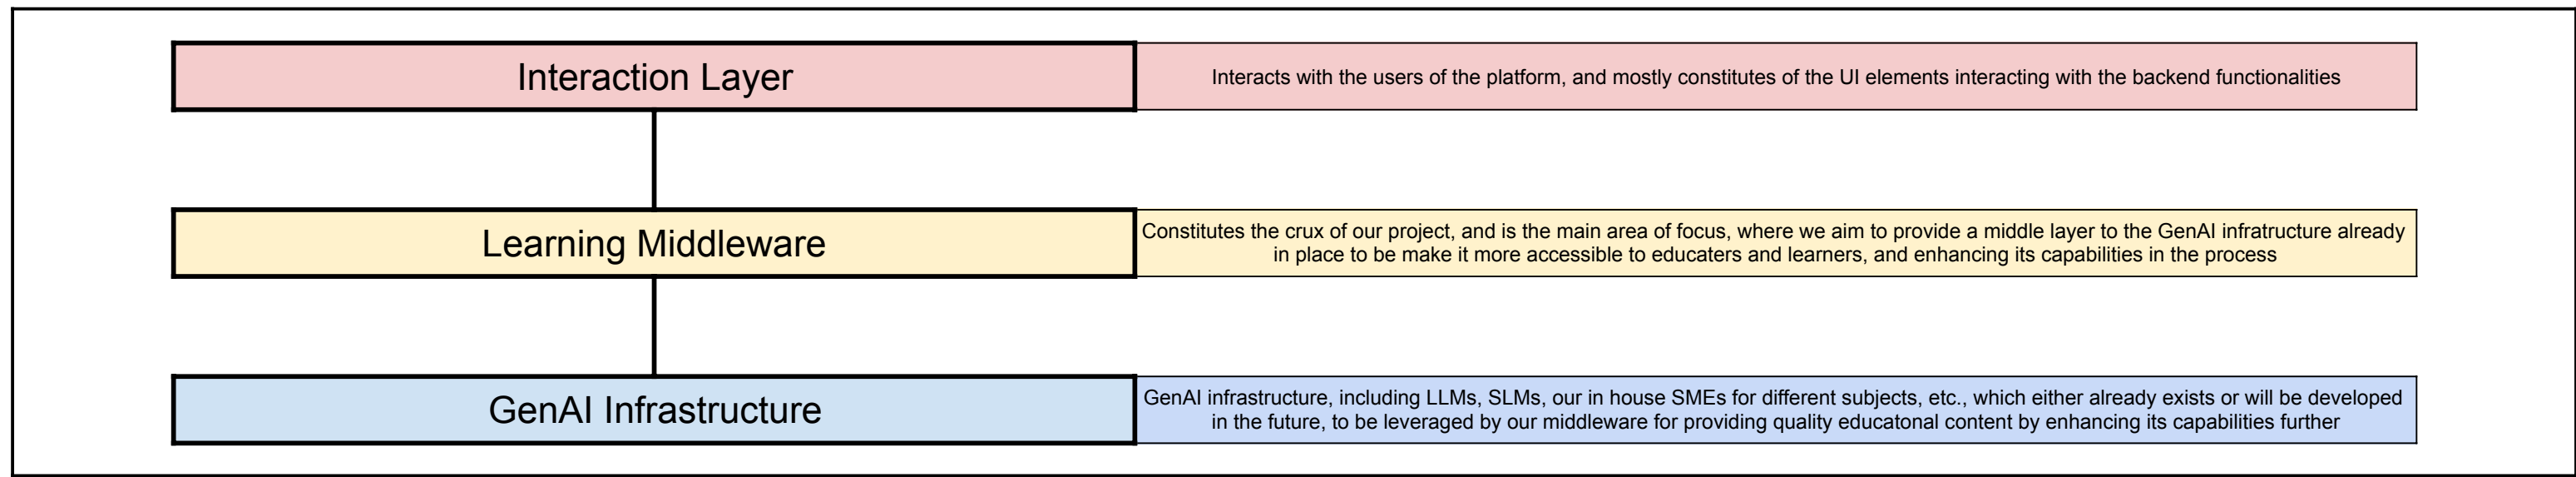 Interaction Layer
Interacts with the users of the platform, and mostly constitutes of the UI elements interacting with the backend functionalities
Learning Middleware
Constitutes the crux of our project, and is the main area of focus, where we aim to provide a middle layer to the GenAI infratructure already
in place to be make it more accessible to educaters and learners, and enhancing its capabilities in the process
GenAI Infrastructure
GenAI infrastructure, including LLMs, SLMs, our in house SMEs for different subjects, etc., which either already exists or will be developed
in the future, to be leveraged by our middleware for providing quality educatonal content by enhancing its capabilities further